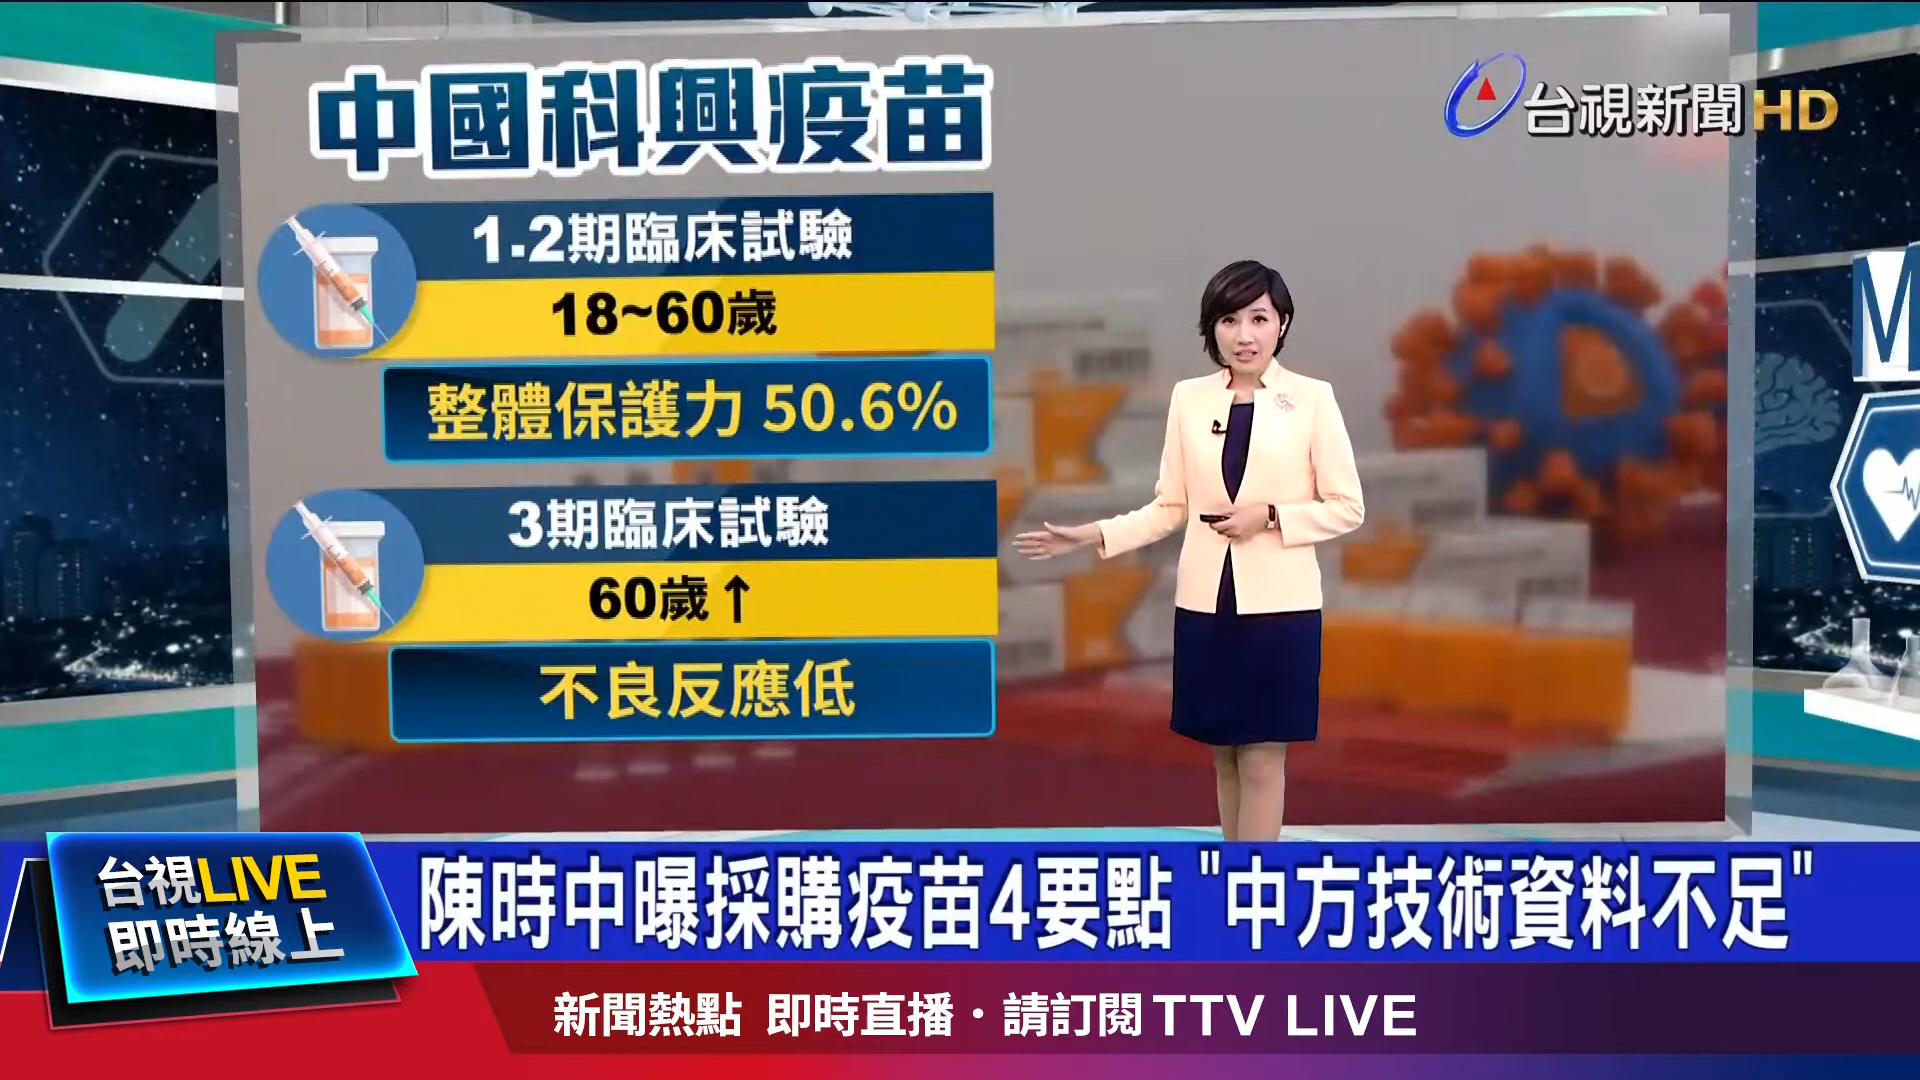 中國科興疫苗
台視新聞HD
1.2期臨床試驗
18~60歲
整體保護力 50.6%
3期臨床試驗
60歲↑
不良反應低
M
台視LIVE
即時線上
陳時中曝採購疫苗4要點 "中方技術資料不足"
新聞熱點 即時直播・請訂閱TTV LIVE